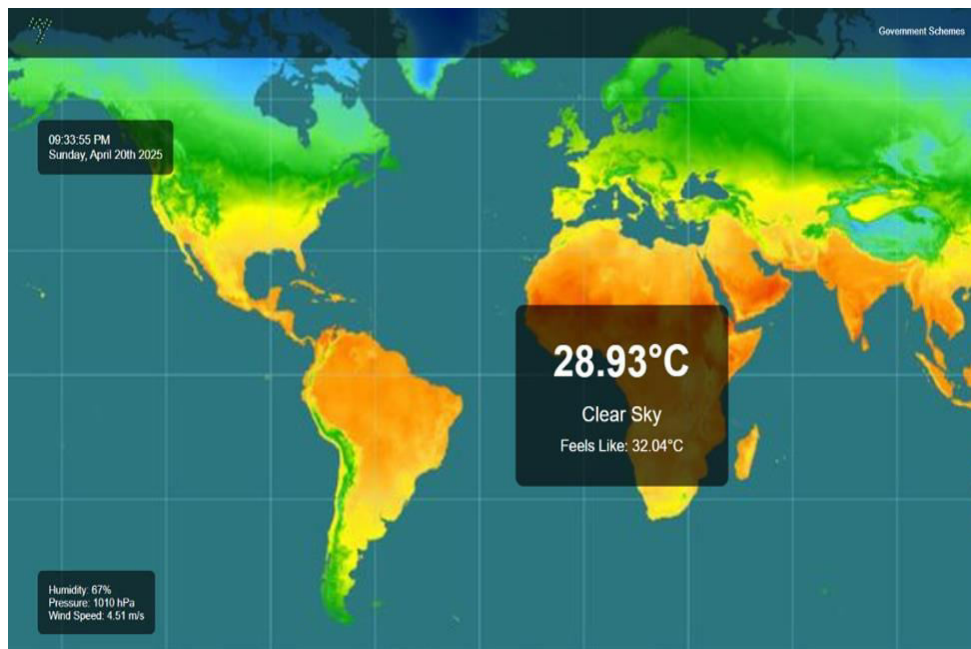 Government Schemes
09:33:55 PM
Sunday, April 20th 2025
28.93°C
Clear Sky
Feels Like: 32.04°C
Humidity: 67%
Pressure: 1010 hPa
Wind Speed: 4.51 m/s